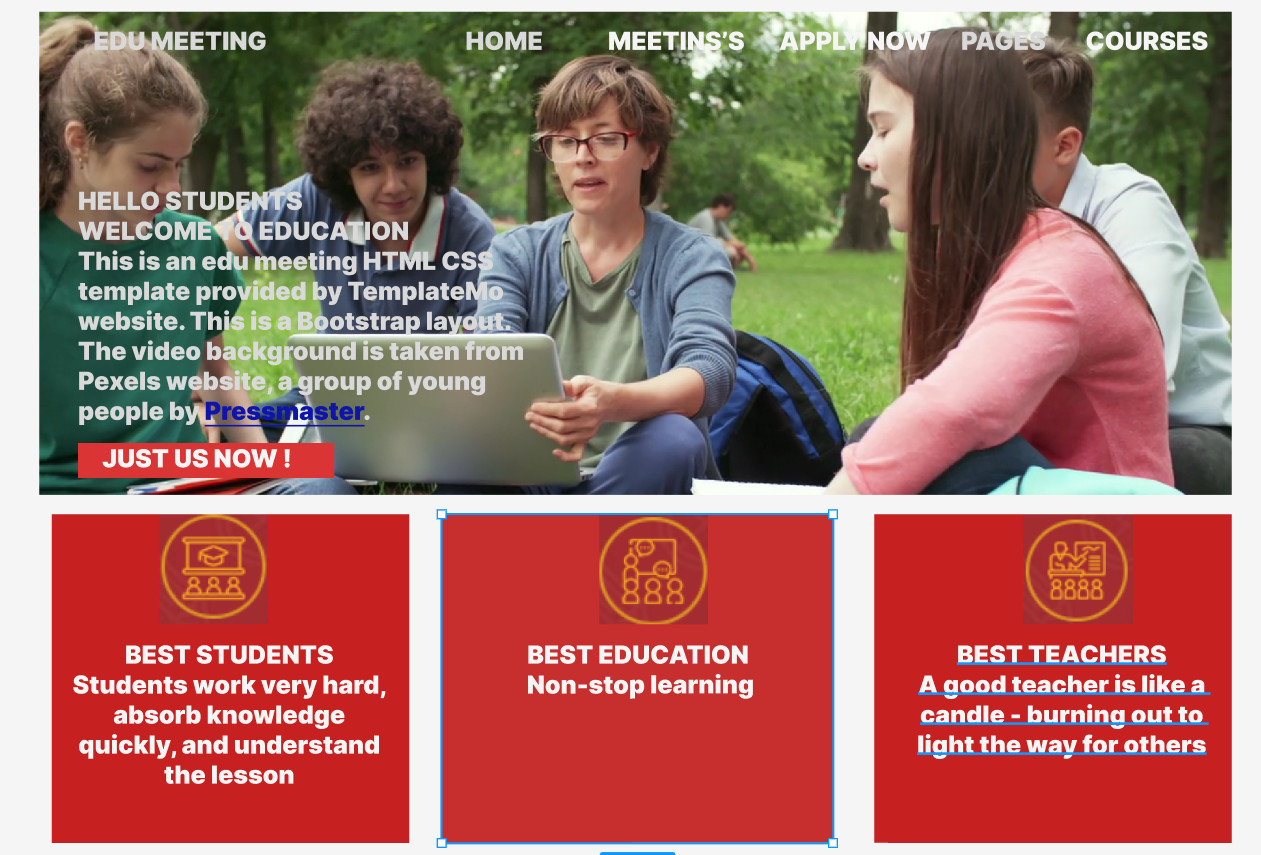 EDU MEETING HOME MEETINS'S APPLY NOW PAGES COURSES
HELLO STUDENTS
WELCOME TO EDUCATION
This is an edu meeting HTML CSS
template provided by TemplateMo
website. This is a Bootstrap layout.
The video background is taken from
Pexels website, a group of young
people by Pressmaster.
JUST US NOW !
BEST STUDENTS
Students work very hard,
absorb knowledge
quickly, and understand
the lesson
BEST EDUCATION
Non-stop learning
BEST TEACHERS
A good teacher is like a
candle - burning out to
light the way for others